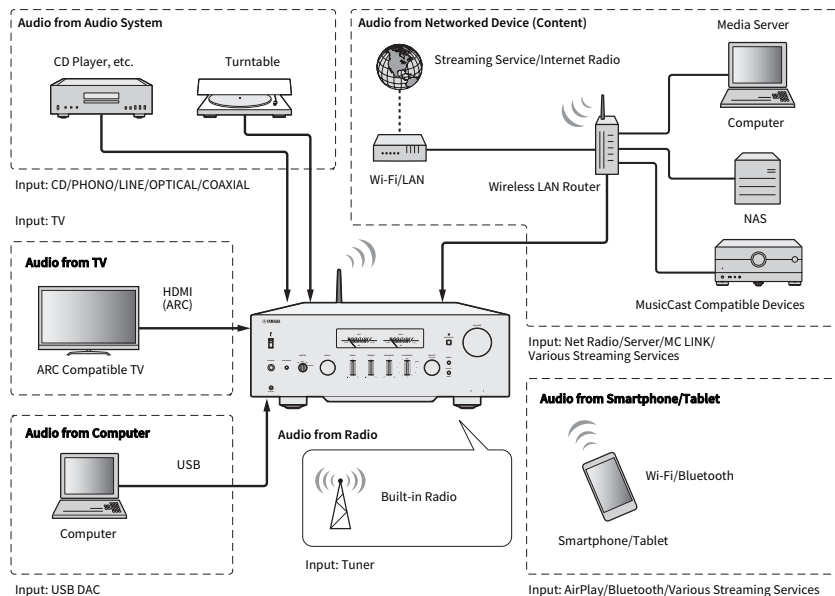 Audio from Audio System
CD Player, etc.
Turntable
Input: CD/PHONO/LINE/OPTICAL/COAXIAL
Audio from Networked Device (Content)
Streaming Service/Internet Radio
Wi-Fi/LAN
Wireless LAN Router
Media Server
Computer
NAS
MusicCast Compatible Devices
Input: Net Radio/Server/MC LINK/
Various Streaming Services
Input: TV
Audio from TV
HDMI
(ARC)
ARC Compatible TV
YAMAHA
Audio from Computer
USB
Computer
Input: USB DAC
Audio from Radio
Built-in Radio
Input: Tuner
Audio from Smartphone/Tablet
Wi-Fi/Bluetooth
Smartphone/Tablet
Input: AirPlay/Bluetooth/Various Streaming Services